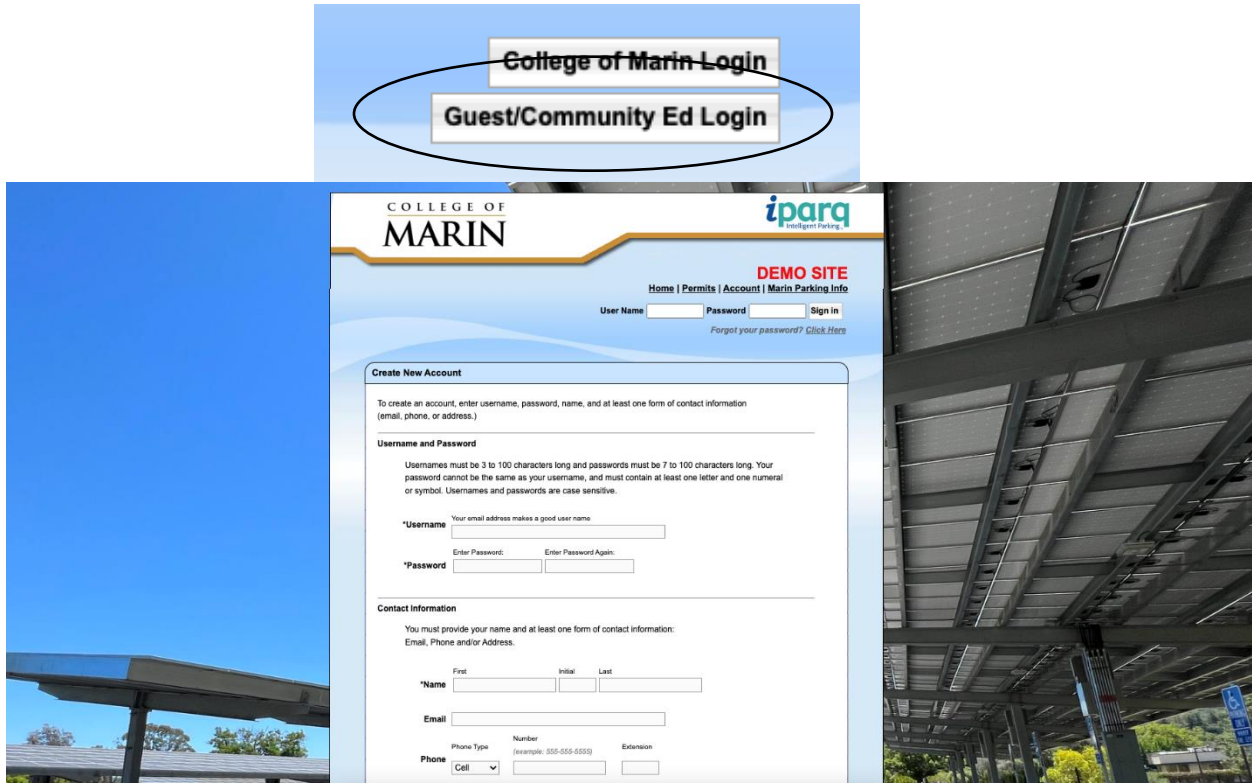 College of Marin Login
Guest/Community Ed Login
COLLEGE OF
MARIN
iparq
Intelligent Parking
DEMO SITE
Home | Permits | Account | Marin Parking Info
User Name Password Sign in
Forgot your password? Click Here
Create New Account
To create an account, enter username, password, name, and at least one form of contact information
(email, phone, or address.)
Username and Password
Usernames must be 3 to 100 characters long and passwords must be 7 to 100 characters long. Your
password cannot be the same as your username, and must contain at least one letter and one numeral
or symbol. Usernames and passwords are case sensitive.
Your email address makes a good user name
*Username
Enter Password: Enter Password Again:
*Password
Contact Information
You must provide your name and at least one form of contact information:
Email, Phone and/or Address.
First Initial Last
*Name
Email
Phone Type Number Extension
(example: 555-555-5555)
Phone
Cell